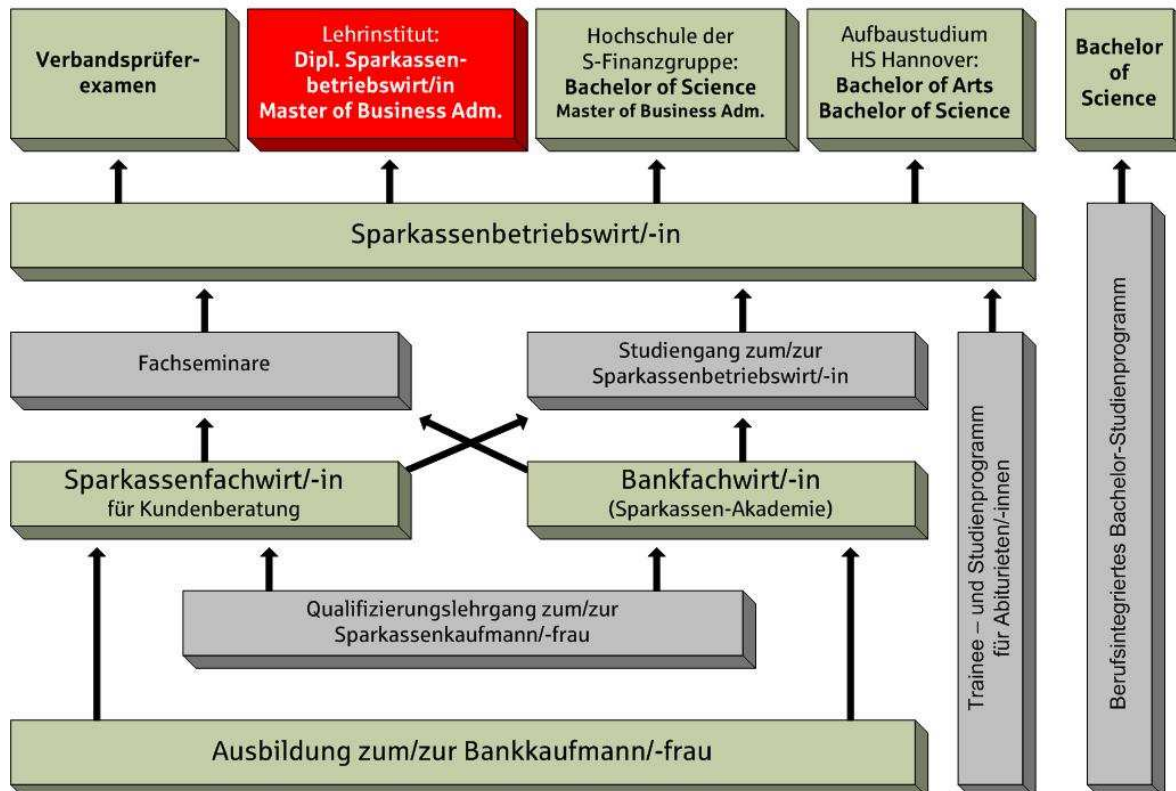 Verbandsprüfer-
examen
Lehrinstitut:
Dipl. Sparkassen-
betriebswirt/in
Master of Business Adm.
Hochschule der
S-Finanzgruppe:
Bachelor of Science
Master of Business Adm.
Aufbaustudium
HS Hannover:
Bachelor of Arts
Bachelor of Science
Bachelor
of
Science
Sparkassenbetriebswirt/-in
Fachseminare
Studiengang zum/zur
Sparkassenbetriebswirt/-in
Sparkassenfachwirt/-in
für Kundenberatung
Bankfachwirt/-in
(Sparkassen-Akademie)
Qualifizierungslehrgang zum/zur
Sparkassenkaufmann/-frau
Ausbildung zum/zur Bankkaufmann/-frau
Trainee – und Studienprogramm
für Abiturieten/-innen
Berufsintegriertes Bachelor-Studienprogramm